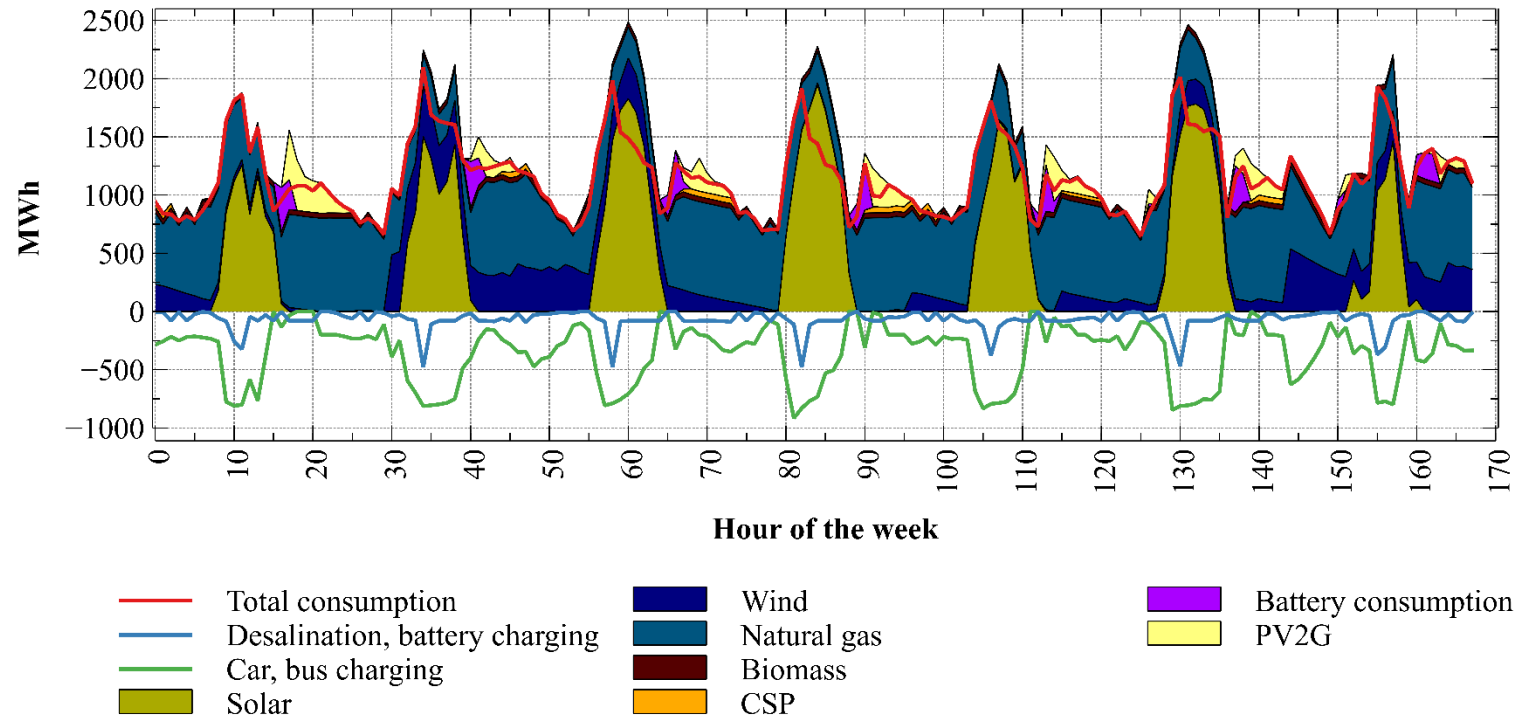 2500
2000
1500
1000
500
0
−500
−1000
MWh
0 10 20 30 40 50 60 70 80 90 100 110 120 130 140 150 160 170
Hour of the week
Total consumption
Desalination, battery charging
Car, bus charging
Solar
Wind
Natural gas
Biomass
CSP
Battery consumption
PV2G